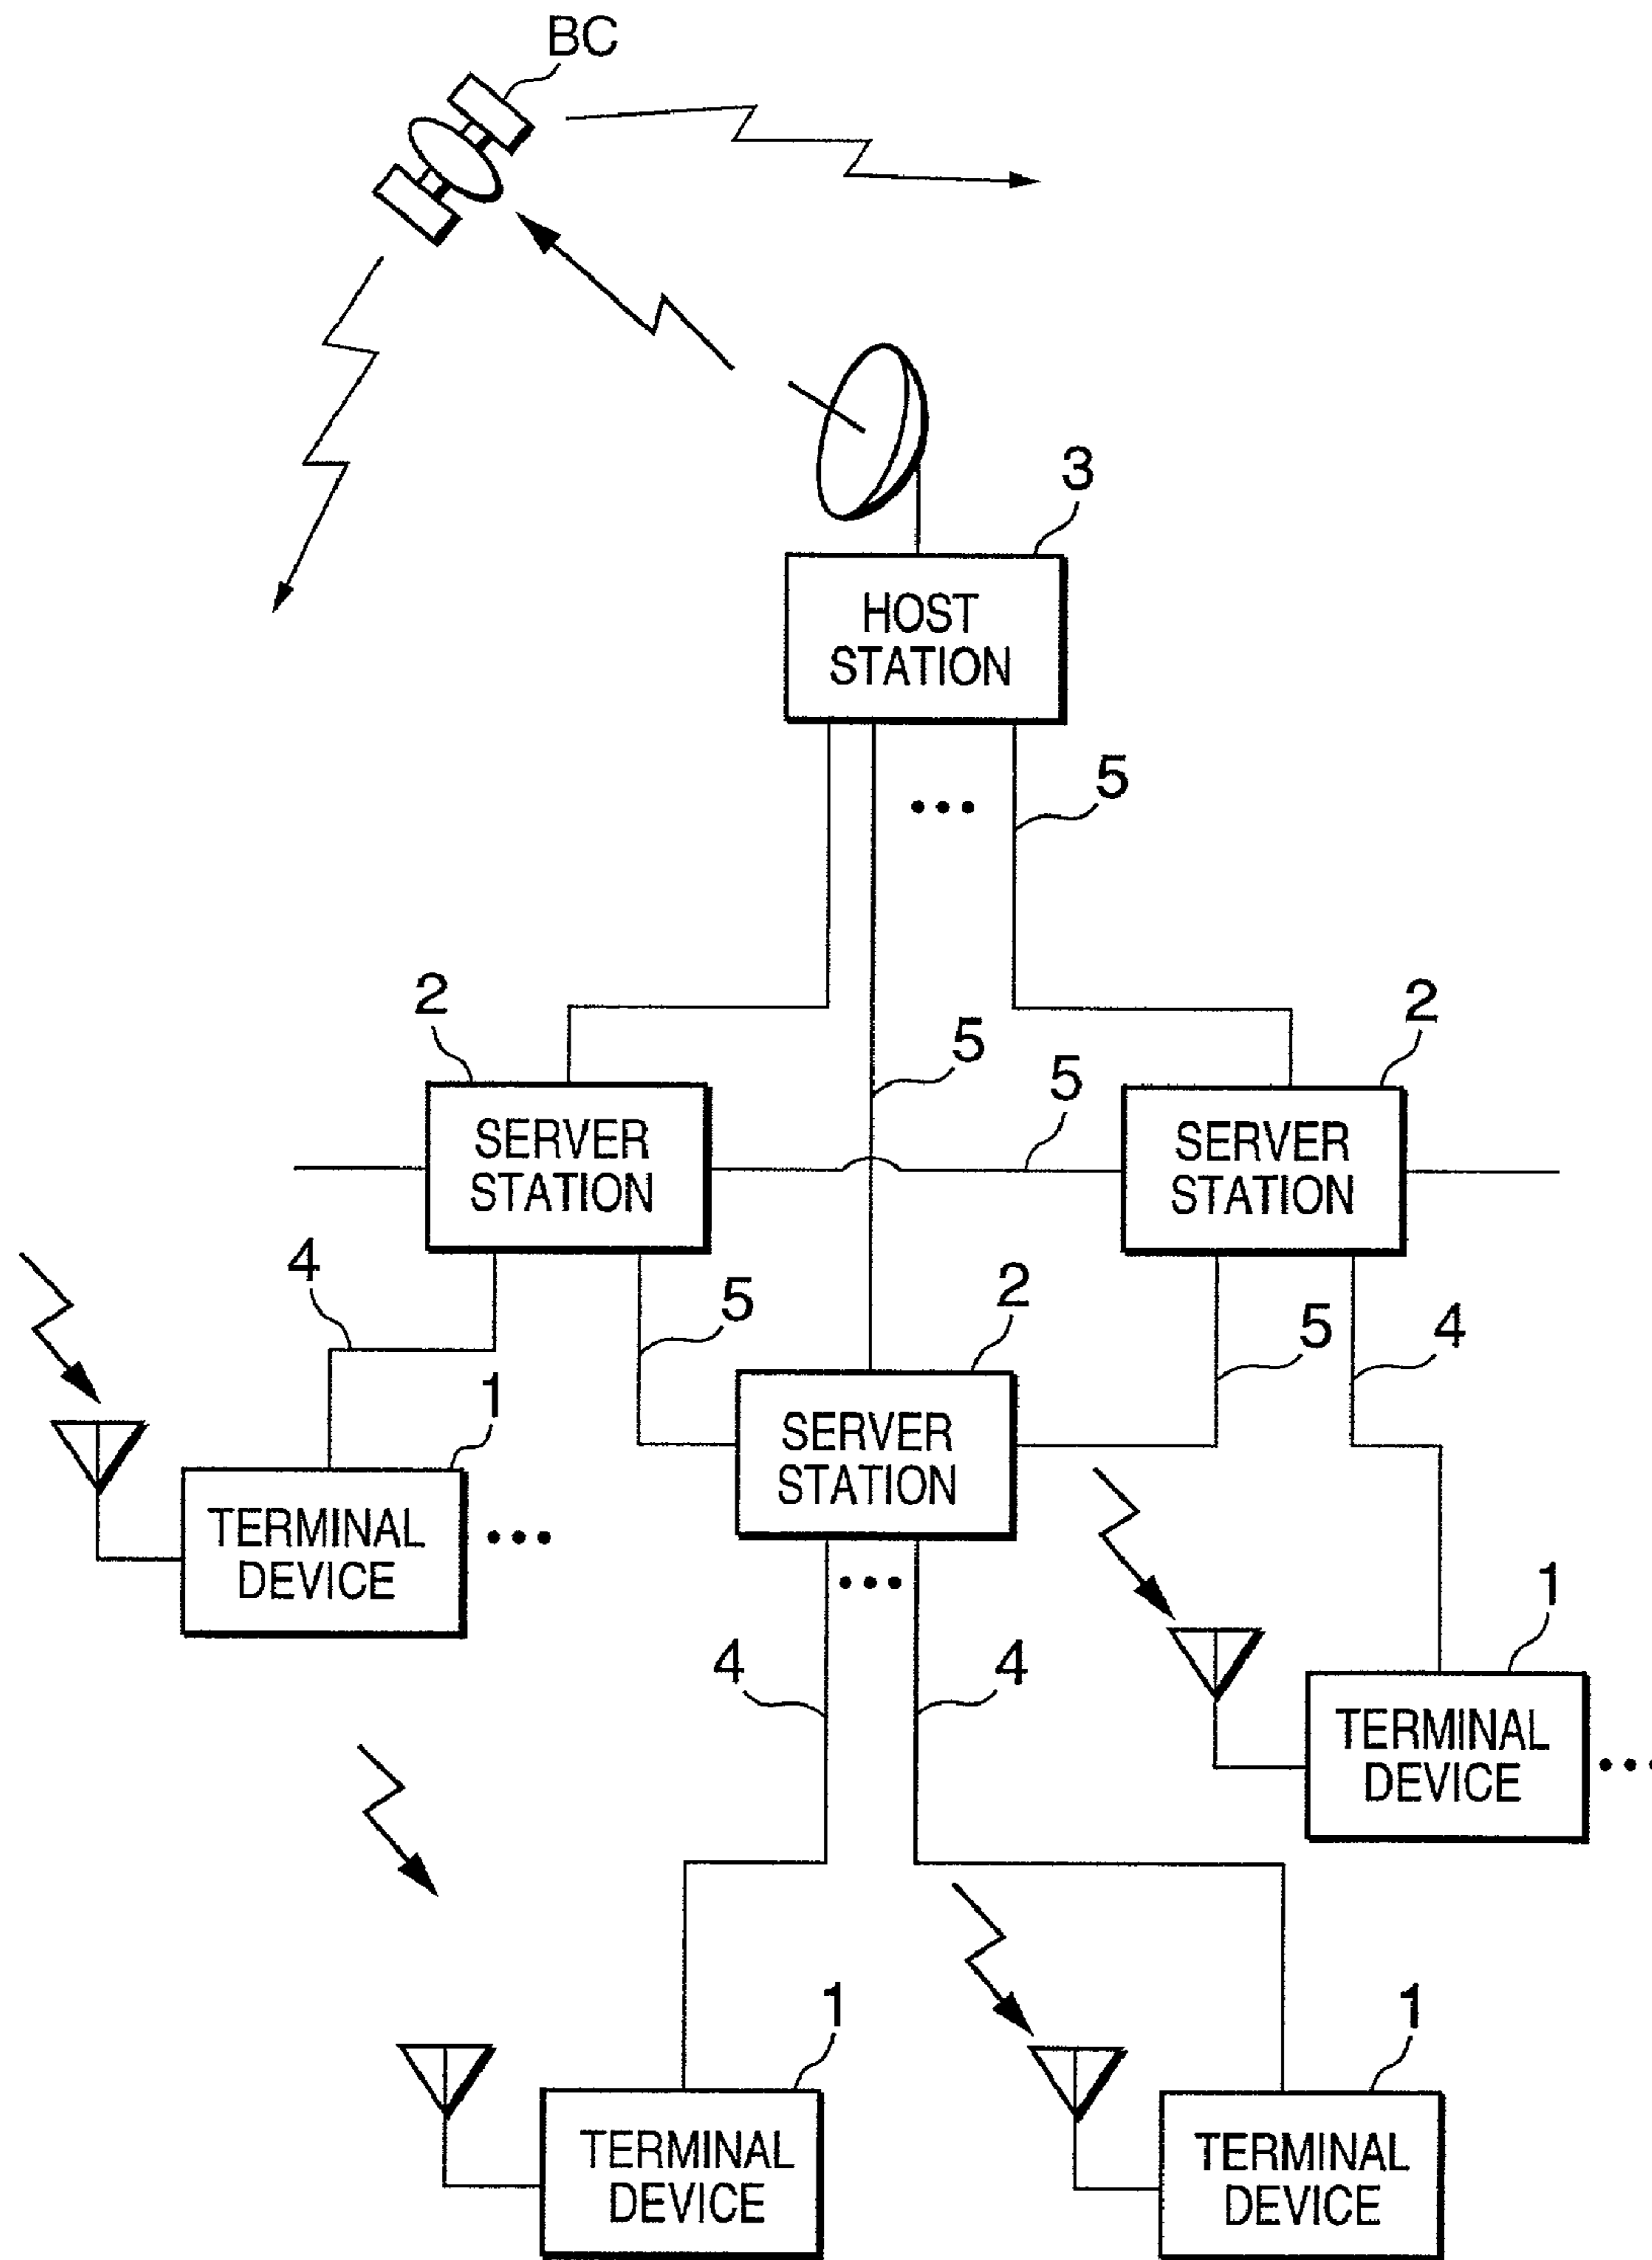 BC
3
HOST
STATION
5
2
2
5
5
SERVER
STATION
SERVER
STATION
4
5
2
5
4
1
SERVER
STATION
TERMINAL
DEVICE
1
4
4
TERMINAL
DEVICE
1
1
TERMINAL
DEVICE
TERMINAL
DEVICE